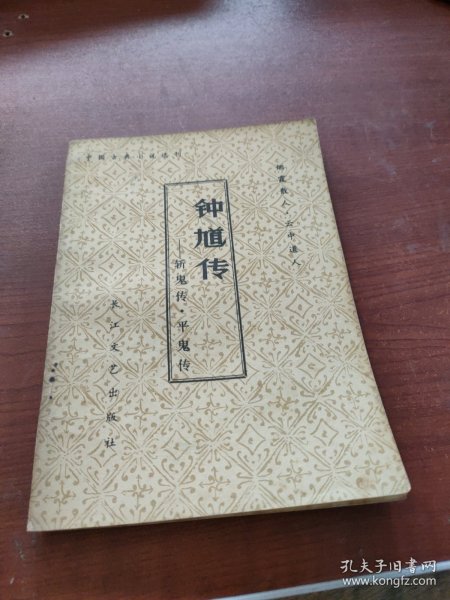 中国古典小说选刊
樵霞散人·云中道人
钟馗传
——斩鬼传·平鬼传
长江文艺出版社
孔夫子旧书网
www.kongfz.com